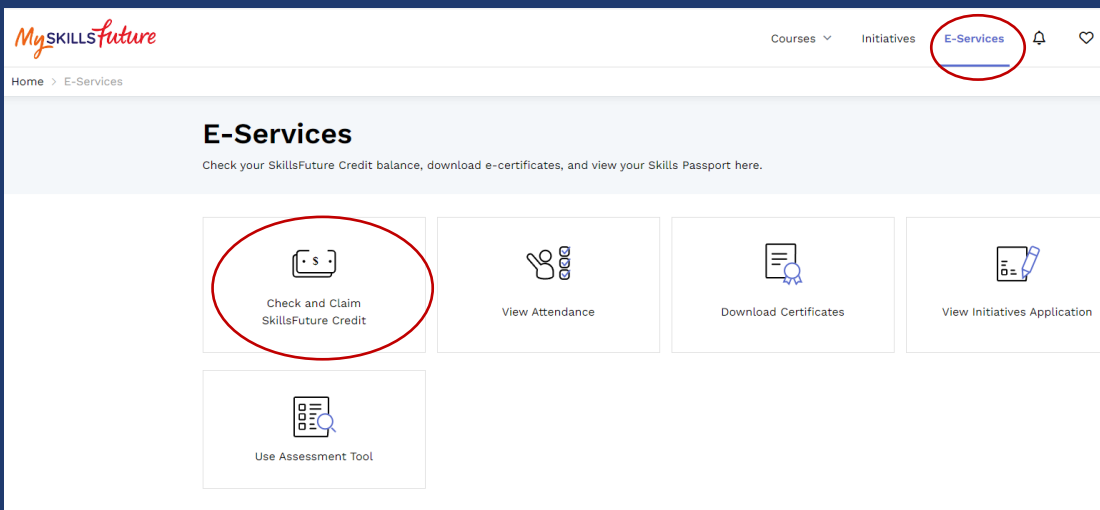 MySKILLSfuture
Courses
Initiatives
E-Services
Home > E-Services
E-Services
Check your SkillsFuture Credit balance, download e-certificates, and view your Skills Passport here.
$
Check and Claim
SkillsFuture Credit
View Attendance
Download Certificates
View Initiatives Application
Use Assessment Tool